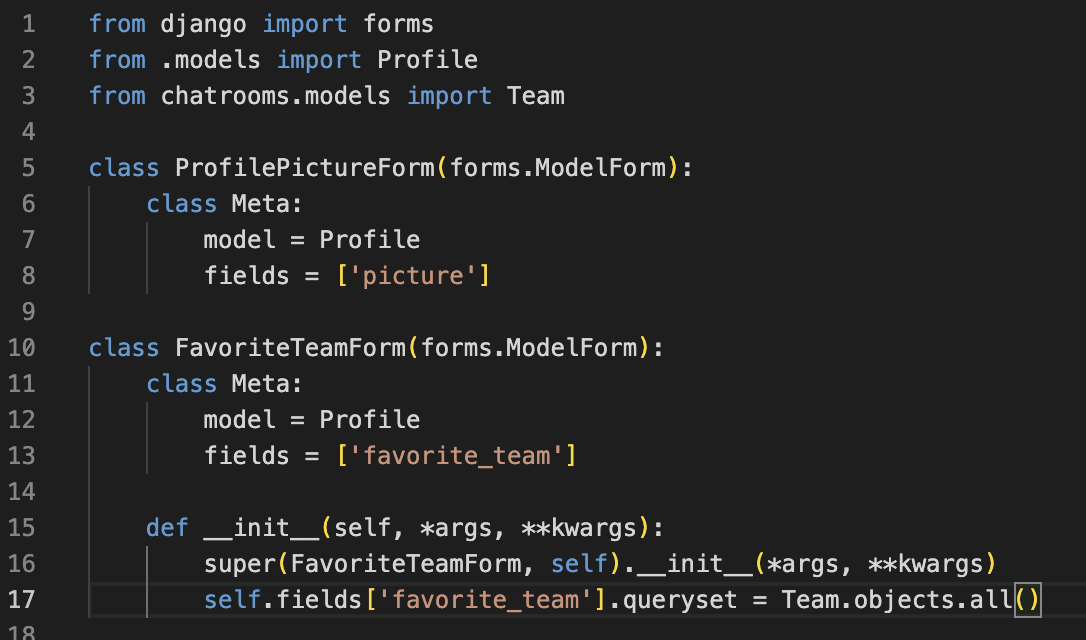 1 from django import forms
2 from .models import Profile
3 from chatrooms.models import Team
4
5 class ProfilePictureForm(forms.ModelForm):
6     class Meta:
7         model = Profile
8         fields = ['picture']
9
10 class FavoriteTeamForm(forms.ModelForm):
11     class Meta:
12         model = Profile
13         fields = ['favorite_team']
14
15     def __init__(self, *args, **kwargs):
16         super(FavoriteTeamForm, self).__init__(*args, **kwargs)
17         self.fields['favorite_team'].queryset = Team.objects.all()
18